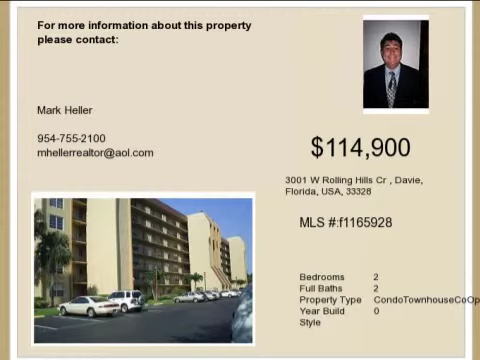 For more information about this property
please contact:
Mark Heller
954-755-2100
mhellerrealtor@aol.com
$114,900
3001 W Rolling Hills Cr , Davie,
Florida, USA, 33328
MLS #:f1165928
Bedrooms 2
Full Baths 2
Property Type CondoTownhouseCoOp
Year Build 0
Style